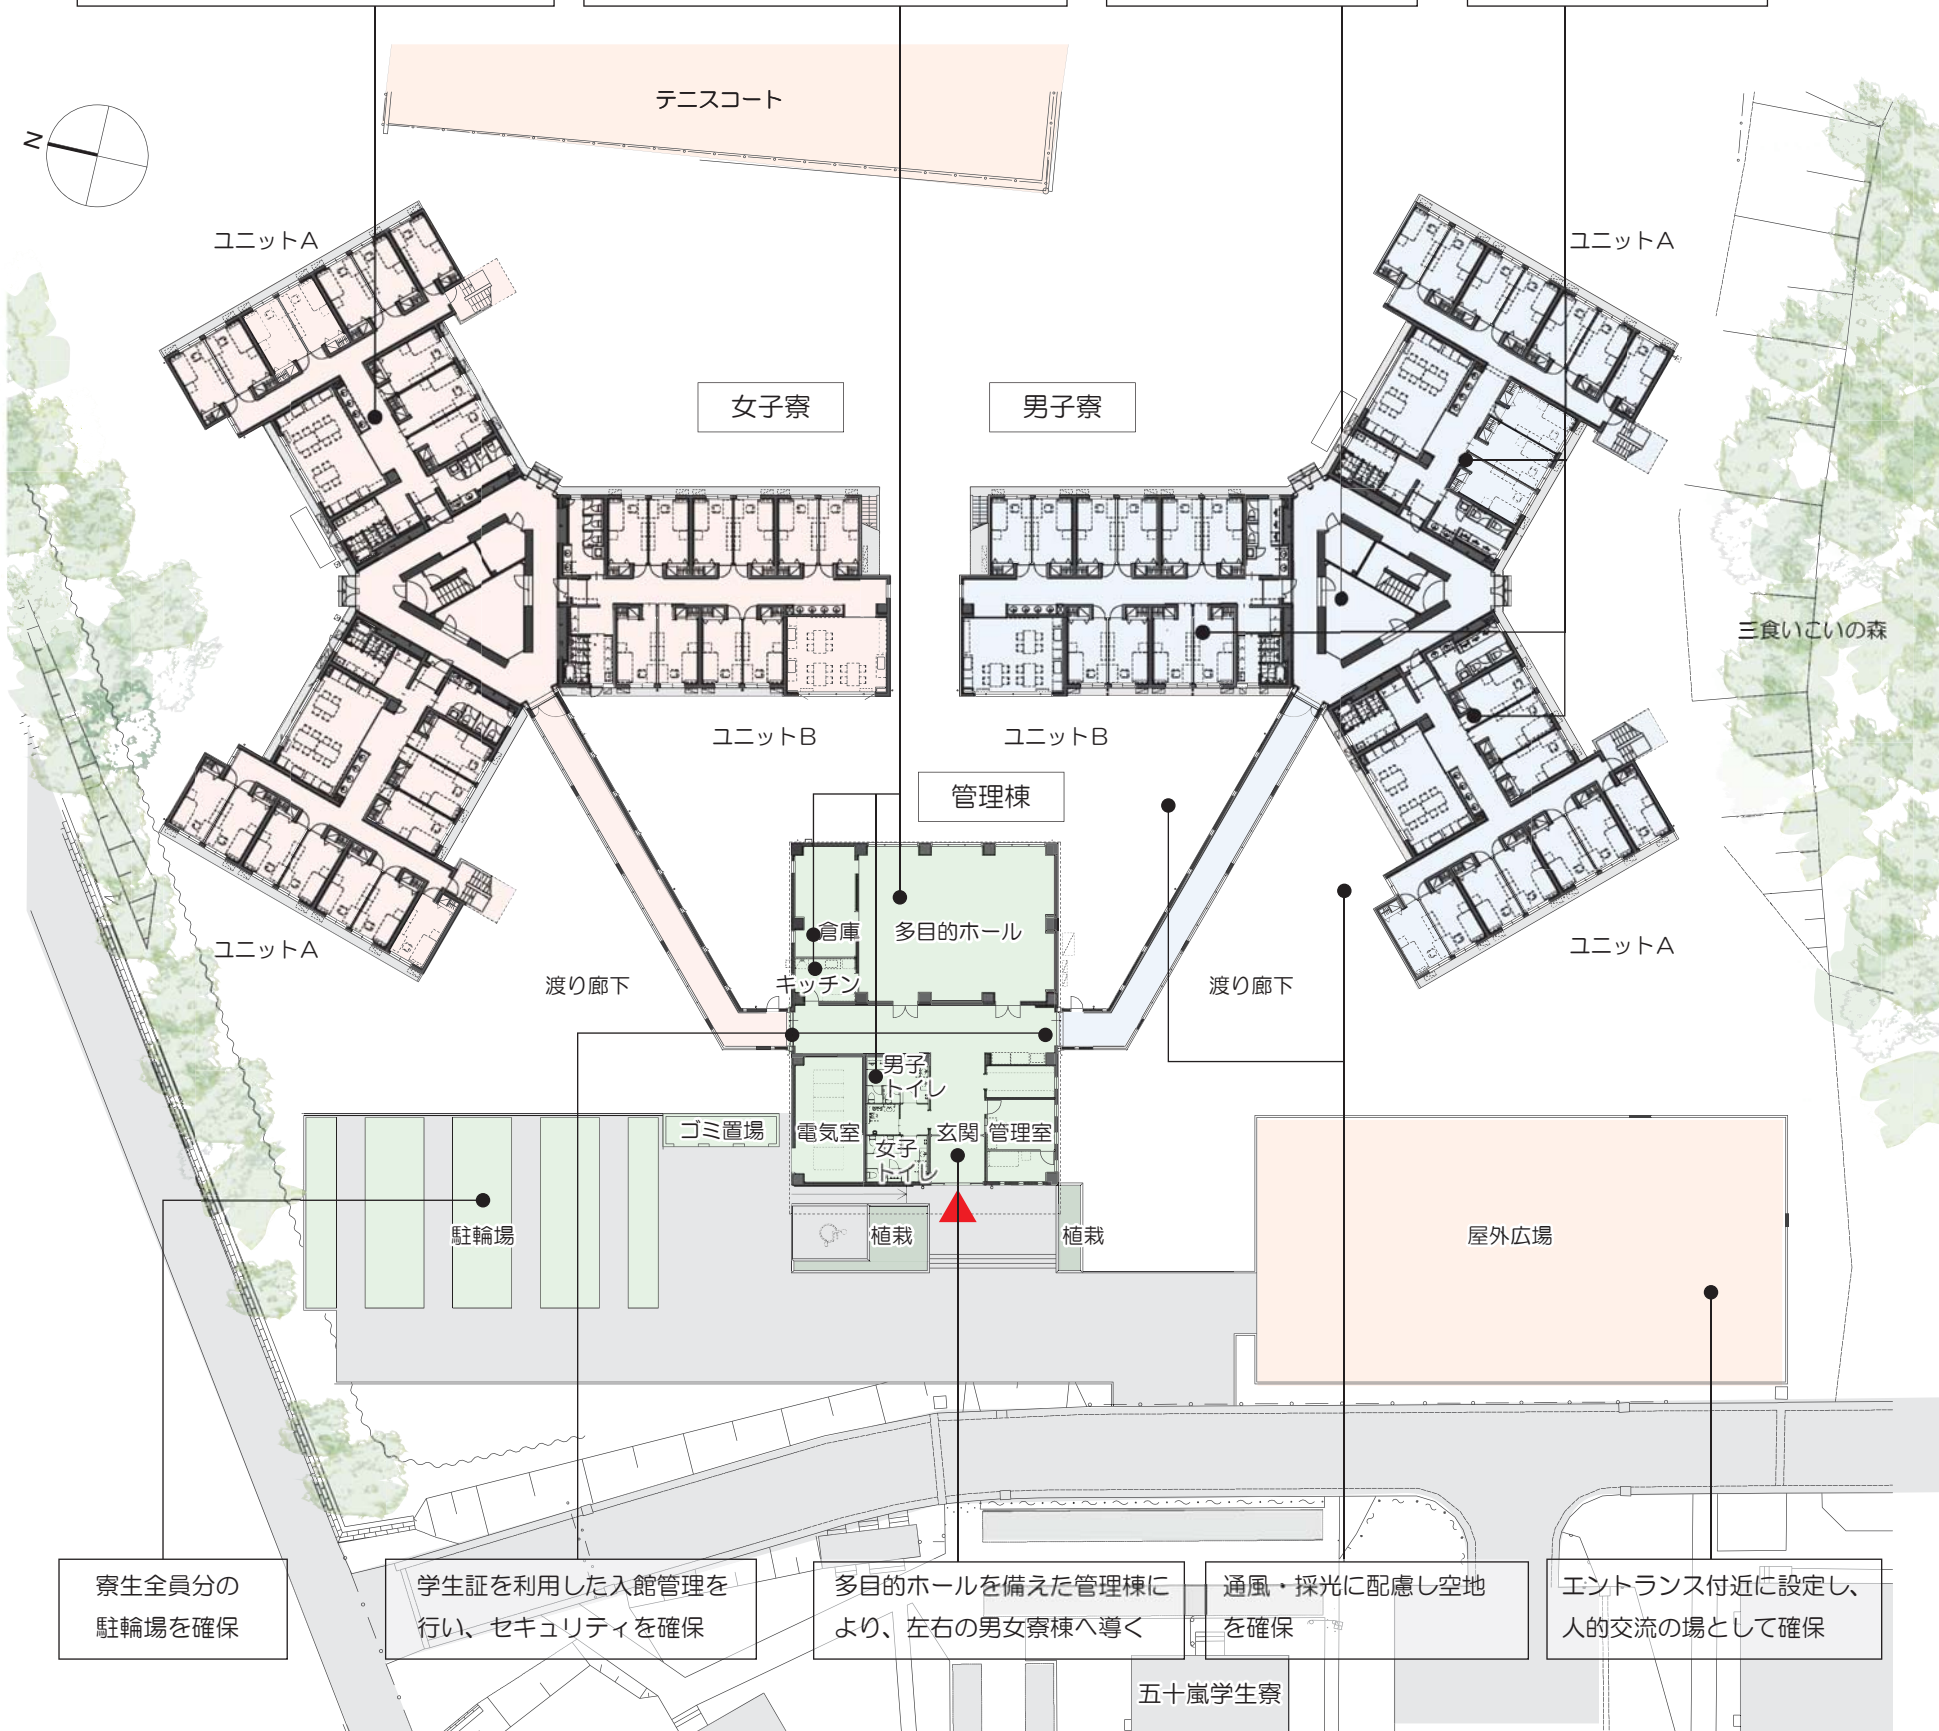 テニスコート
N
ユニットA
ユニットA
女子寮
男子寮
三食いこいの森
ユニットB
ユニットB
管理棟
倉庫
多目的ホール
ユニットA
ユニットA
キッチン
渡り廊下
渡り廊下
男子
トイレ
ゴミ置場
電気室
女子
トイレ
玄関
管理室
駐輪場
植栽
植栽
屋外広場
寮生全員分の
駐輪場を確保
学生証を利用した入館管理を
行い、セキュリティを確保
多目的ホールを備えた管理棟に
より、左右の男女寮棟へ導く
通風・採光に配慮し空地
を確保
エントランス付近に設定し、
人的交流の場として確保
五十嵐学生寮